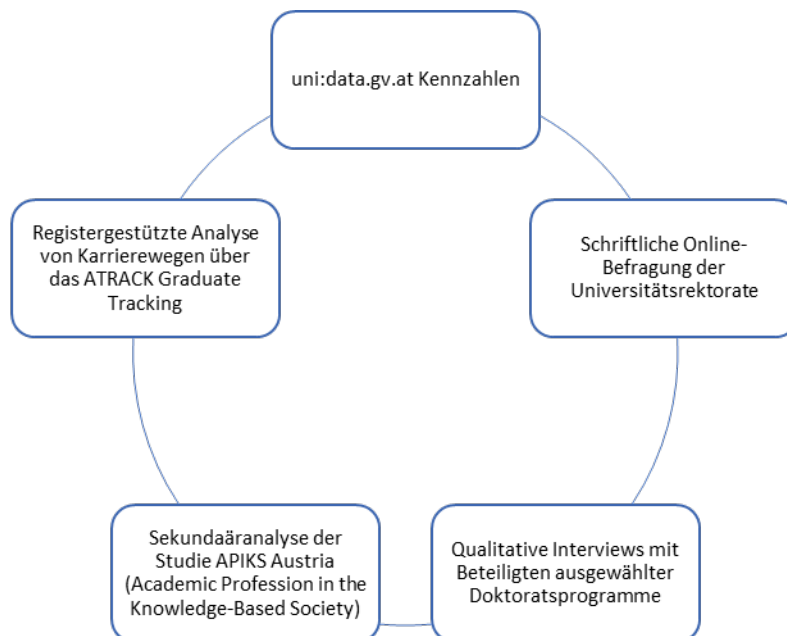 uni:data.gv.at Kennzahlen
Schriftliche Online-
Befragung der
Universitätsrektorate
Qualitative Interviews mit
Beteiligten ausgewählter
Doktoratsprogramme
Sekundaäranalyse der
Studie APIKS Austria
(Academic Profession in the
Knowledge-Based Society)
Registergestützte Analyse
von Karrierewegen über
das ATRACK Graduate
Tracking